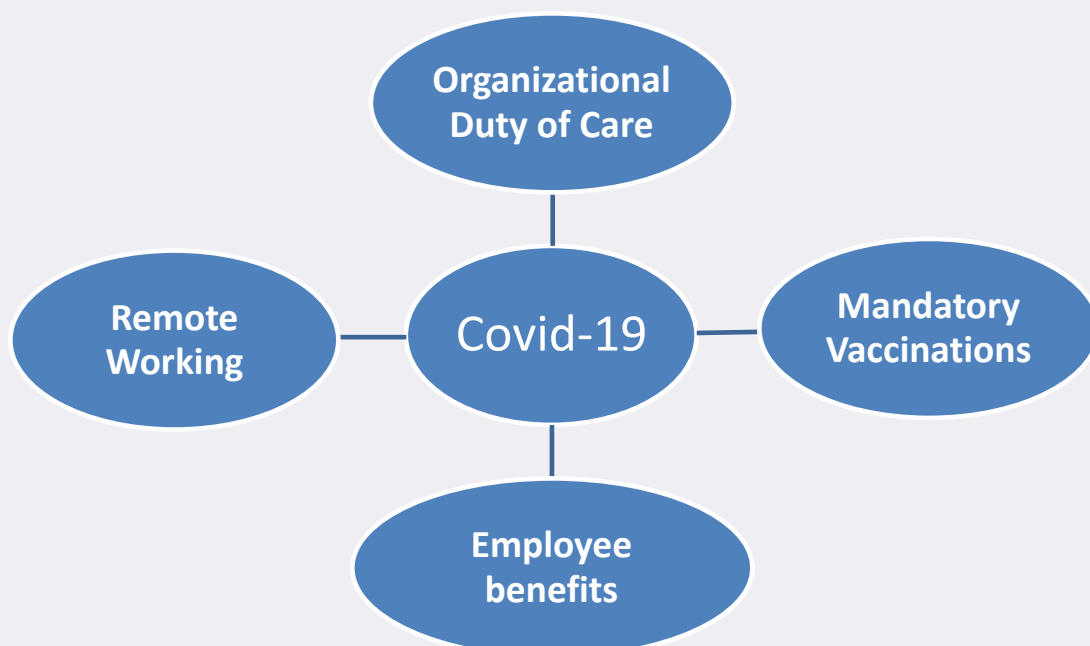 Organizational
Duty of Care
Remote
Working
Covid-19
Mandatory
Vaccinations
Employee
benefits